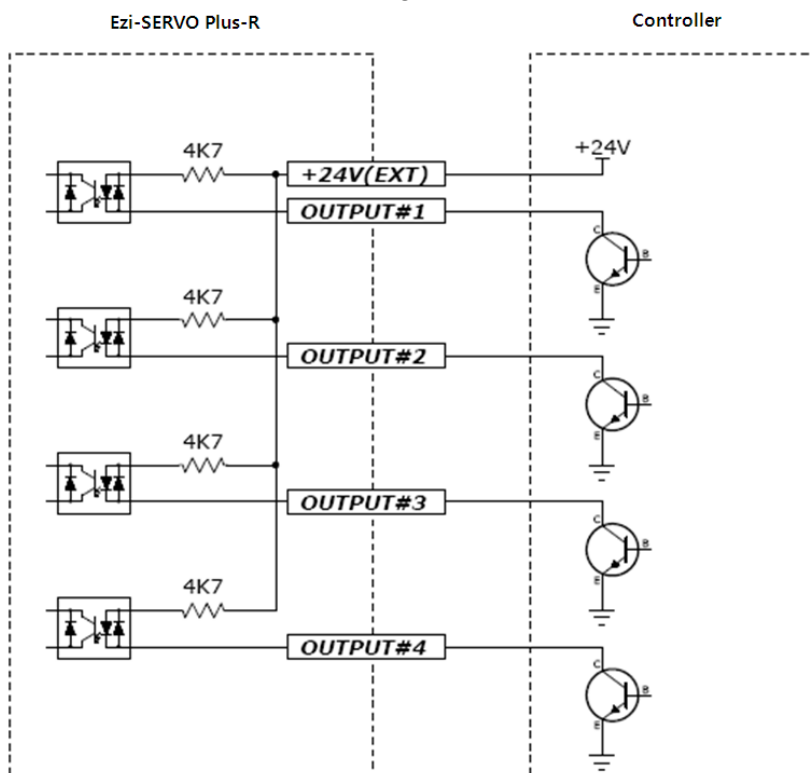 Ezi-SERVO Plus-R Controller
4K7 +24V(EXT) +24V
OUTPUT#1 C
B
E
4K7
OUTPUT#2 C
B
E
4K7
OUTPUT#3 C
B
E
4K7
OUTPUT#4 C
B
E